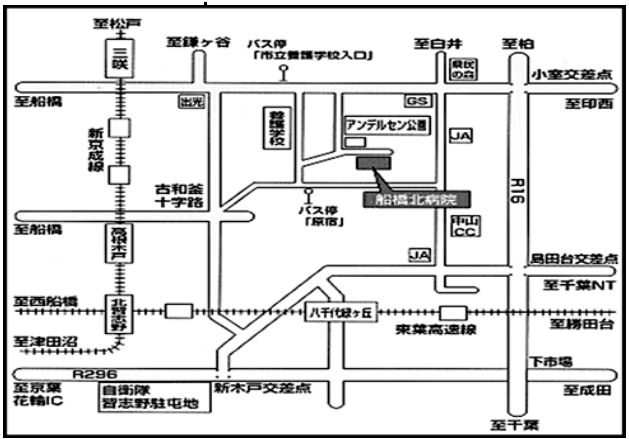 至松戸
三咲
至鎌ヶ谷
バス停
「市立養護学校入口」
至白井
県民
の森
至柏
小室交差点
至船橋
出光
養護学校
GS
アンデルセン公園
至印西
新京成線
JA
古和釜
十字路
バス停
「原宿」
船橋北病院
R16
中山
CC
至船橋
高根木戸
JA
島田台交差点
至千葉NT
至西船橋
北習志野
八千代緑ヶ丘
東葉高速線
至勝田台
至津田沼
下市場
R296
至京葉
花輪IC
自衛隊
習志野駐屯地
新木戸交差点
至成田
至千葉